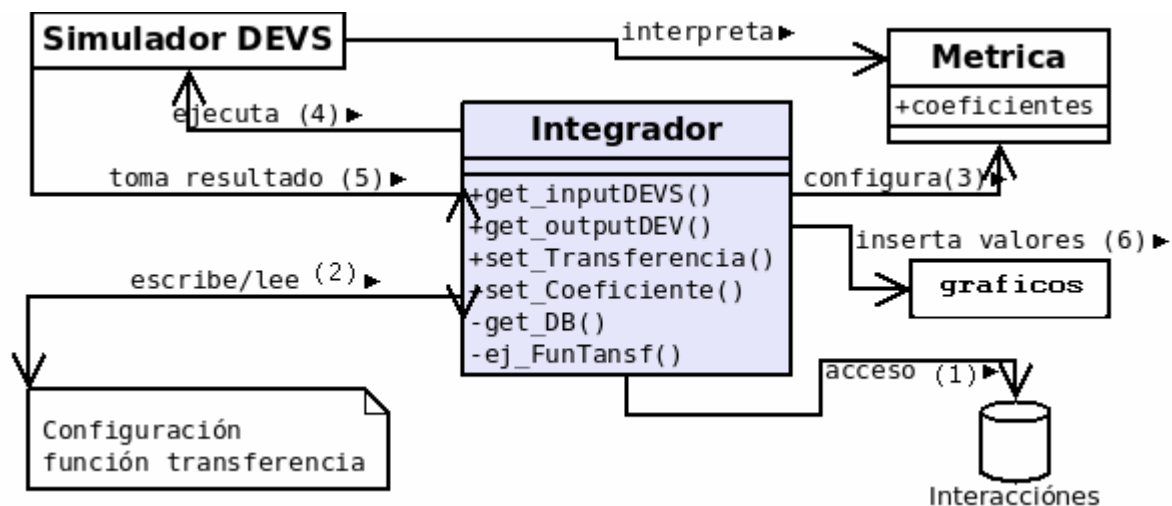 Simulador DEVS
interpreta▶
Metrica
+coeficientes
ejecuta (4)▶
Integrador
toma resultado (5)▶
+get_inputDEVS()
configura(3)▶
+get_outputDEV()
inserta valores (6)▶
+set_Transferencia()
escribe/lee (2)▶
+set_Coeficiente()
graficos
-get_DB()
-ej_FunTansf()
acceso (1)▶
Configuración
función transferencia
Interacciónes